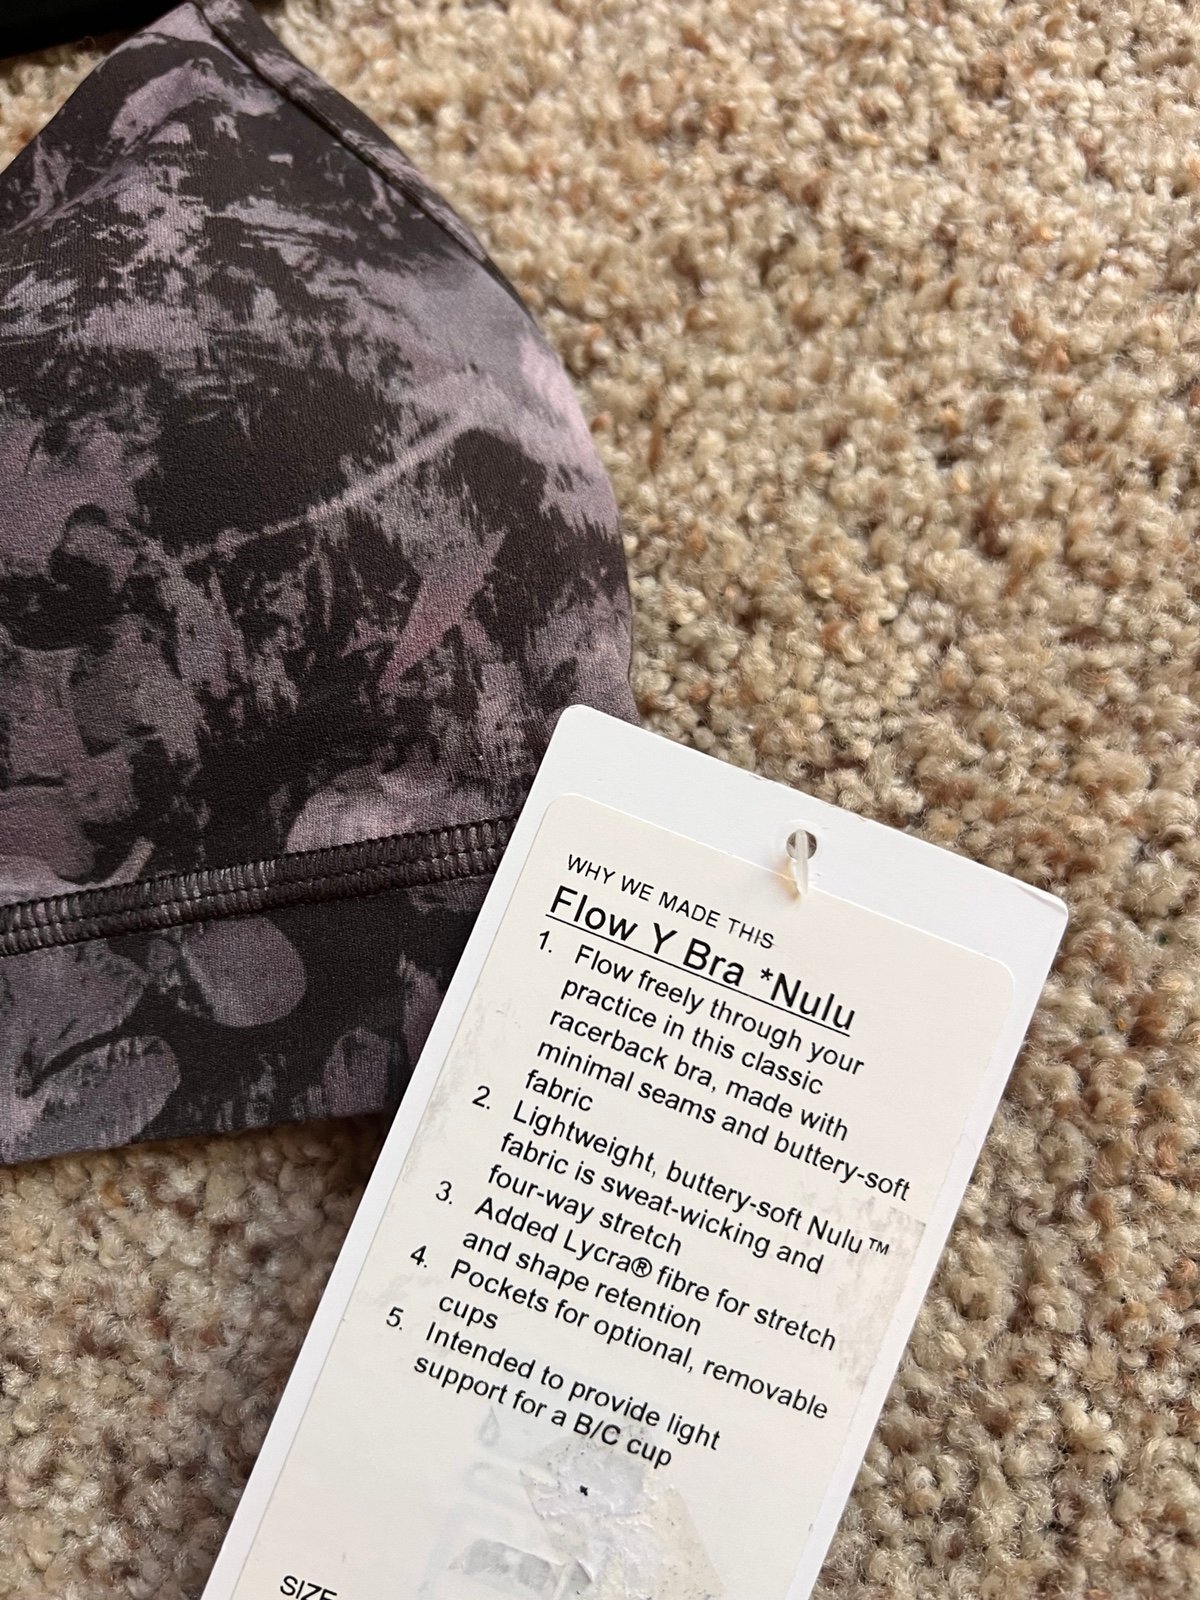 WHY WE MADE THIS
Flow Y Bra *Nulu
1. Flow freely through your
practice in this classic
racerback bra, made with
minimal seams and buttery-soft
fabric
2. Lightweight, buttery-soft Nulu™
fabric is sweat-wicking and
four-way stretch
3. Added Lycra® fibre for stretch
and shape retention
4. Pockets for optional, removable
cups
5. Intended to provide light
support for a B/C cup
SIZE